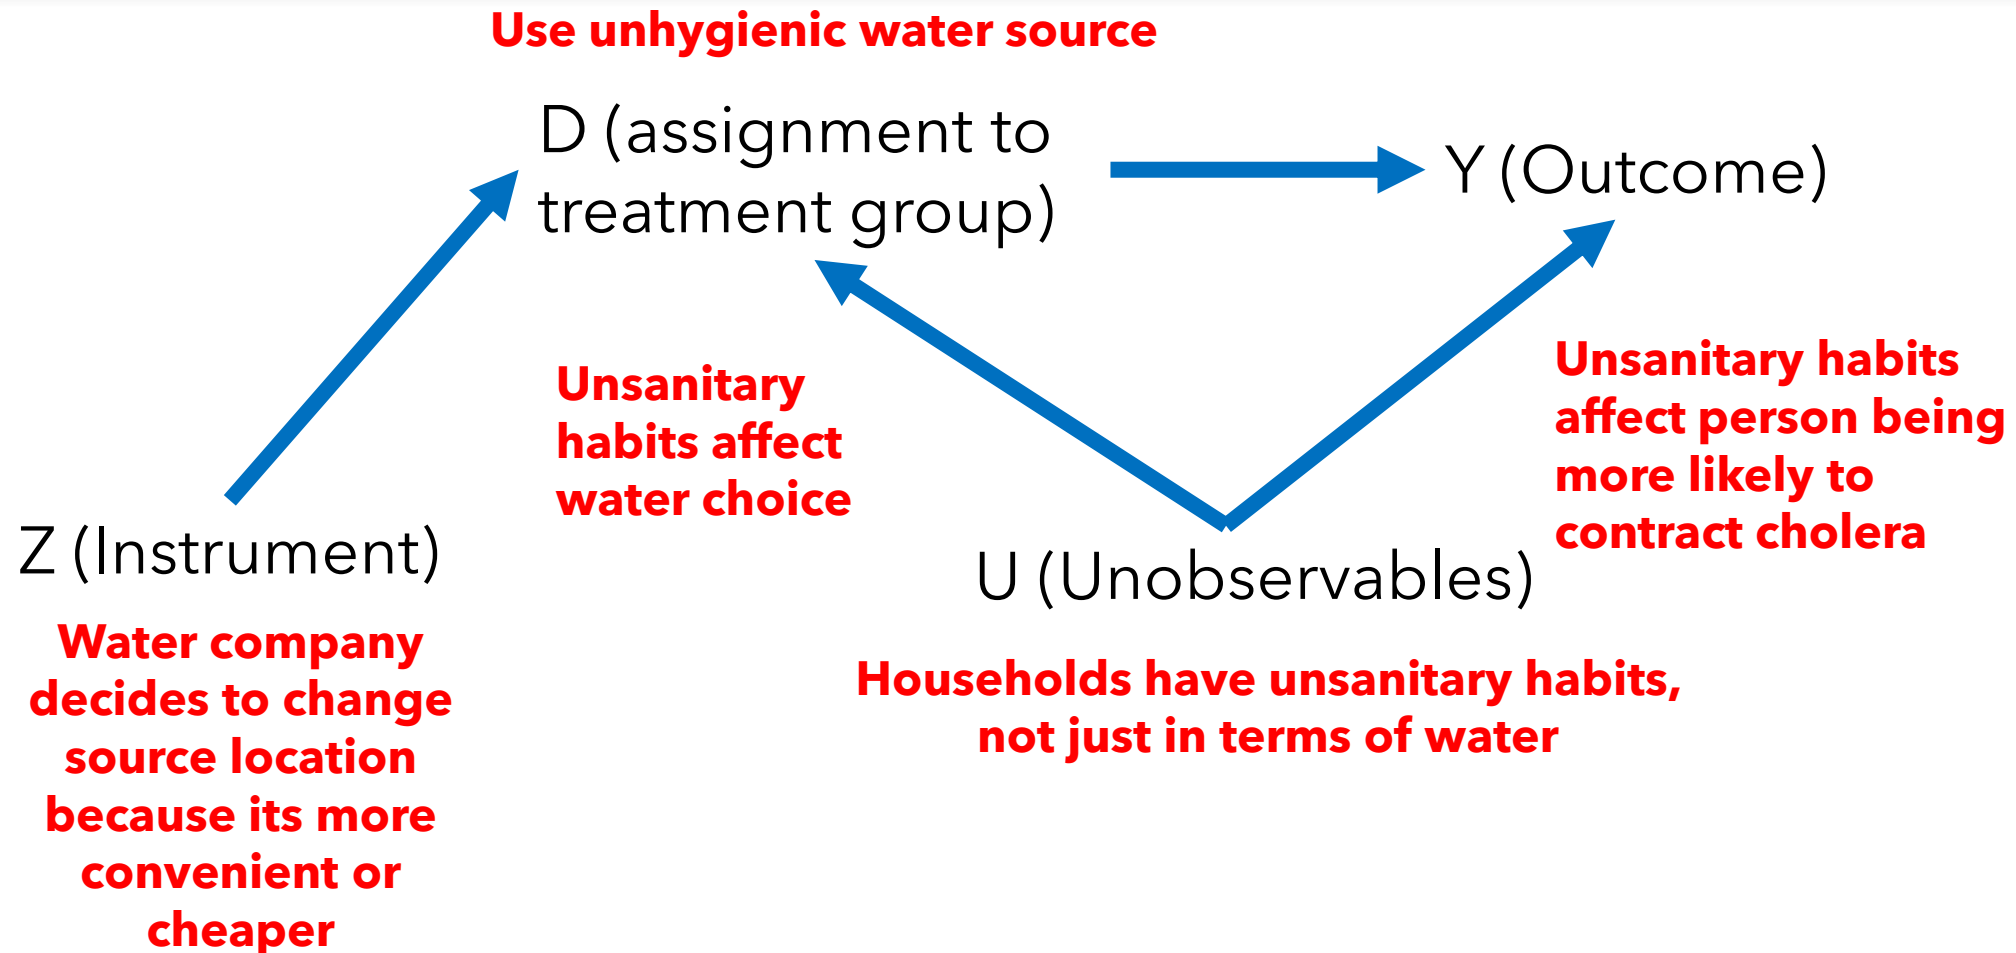 Use unhygienic water source
D (assignment to
treatment group)
Y (Outcome)
Unsanitary
habits affect
water choice
Unsanitary habits
affect person being
more likely to
contract cholera
Z (Instrument)
Water company
decides to change
source location
because its more
convenient or
cheaper
U (Unobservables)
Households have unsanitary habits,
not just in terms of water